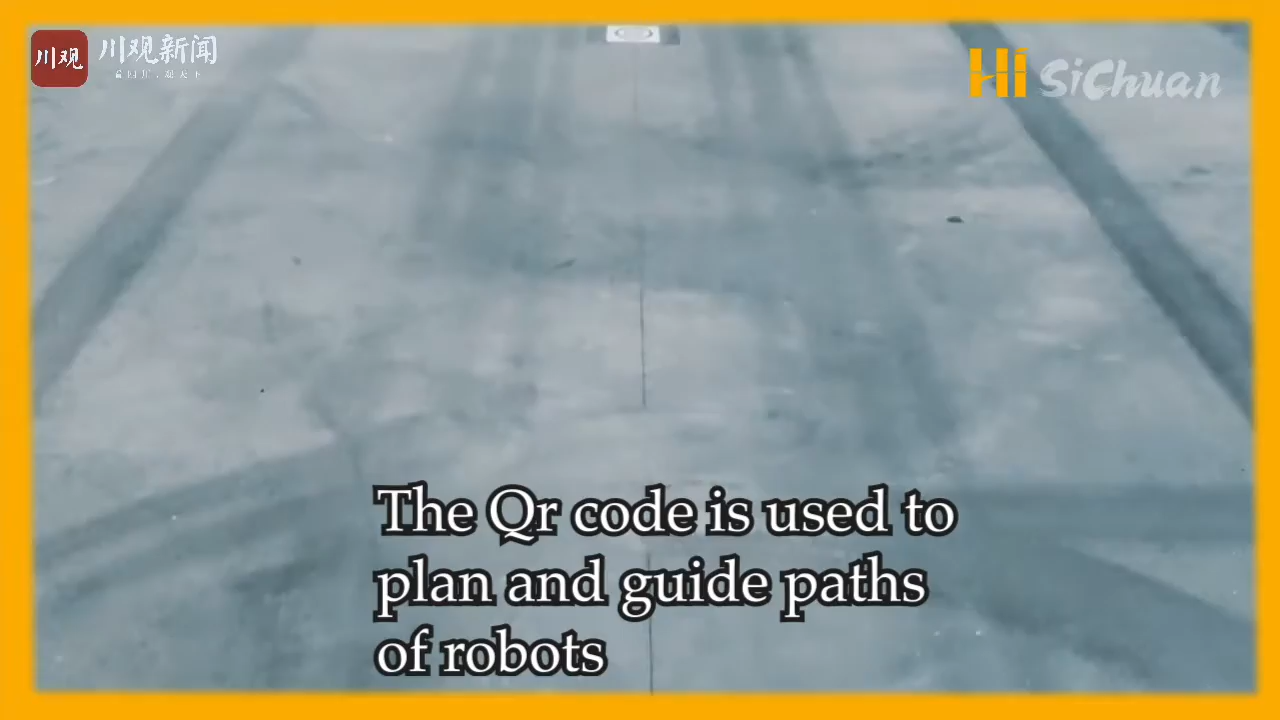 川观
川观新闻
Hi SiChuan
The Qr code is used to
plan and guide paths
of robots